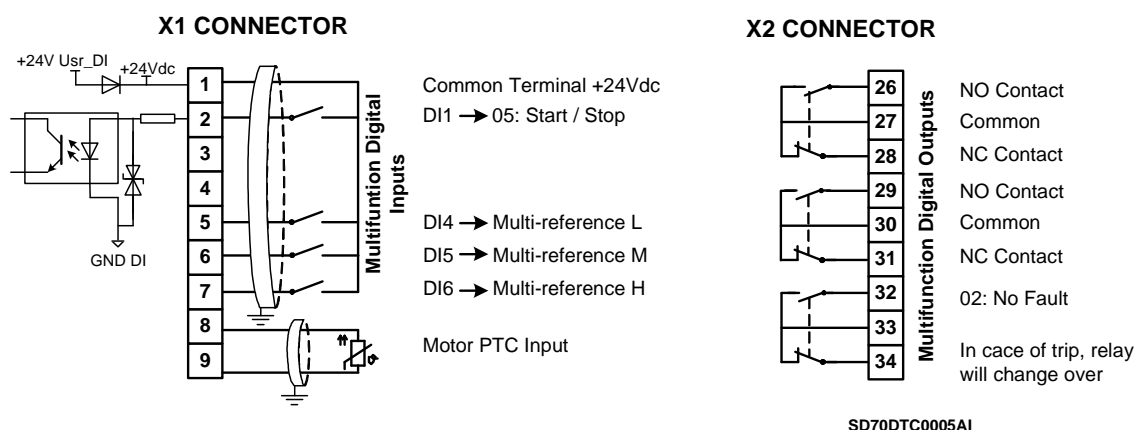 X1 CONNECTOR
+24V Usr_DI
+24Vdc
GND DI
1
2
3
4
5
6
7
8
9
Multifuntion Digital
Inputs
Common Terminal +24Vdc
DI1 → 05: Start / Stop
DI4 → Multi-reference L
DI5 → Multi-reference M
DI6 → Multi-reference H
Motor PTC Input
X2 CONNECTOR
26
27
28
29
30
31
32
33
34
Multifunction Digital Outputs
NO Contact
Common
NC Contact
NO Contact
Common
NC Contact
02: No Fault
In cace of trip, relay
will change over
SD70DTC0005AI